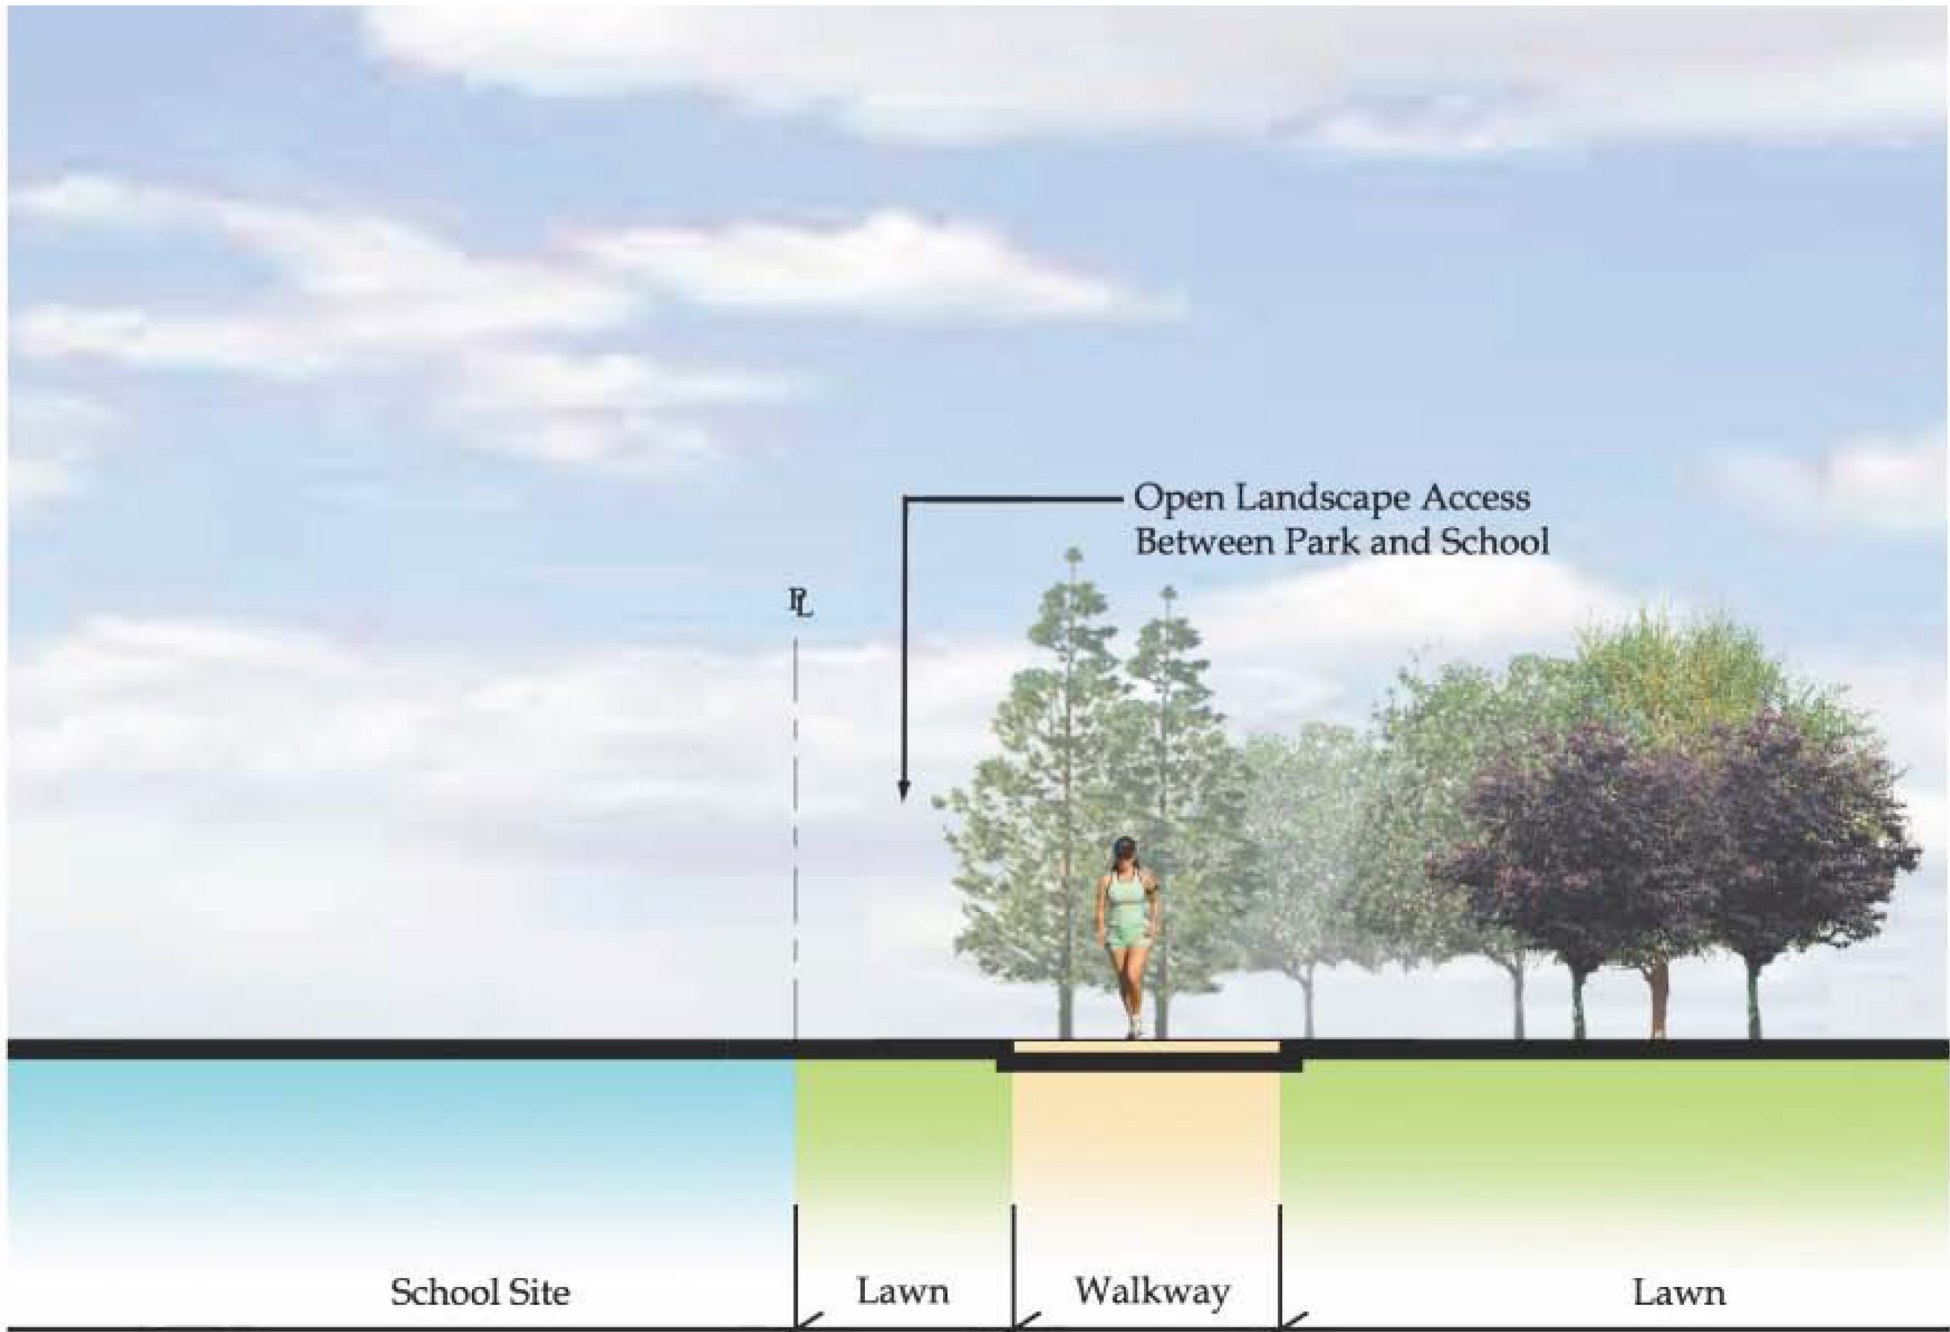 Open Landscape Access
Between Park and School
PL
School Site
Lawn
Walkway
Lawn